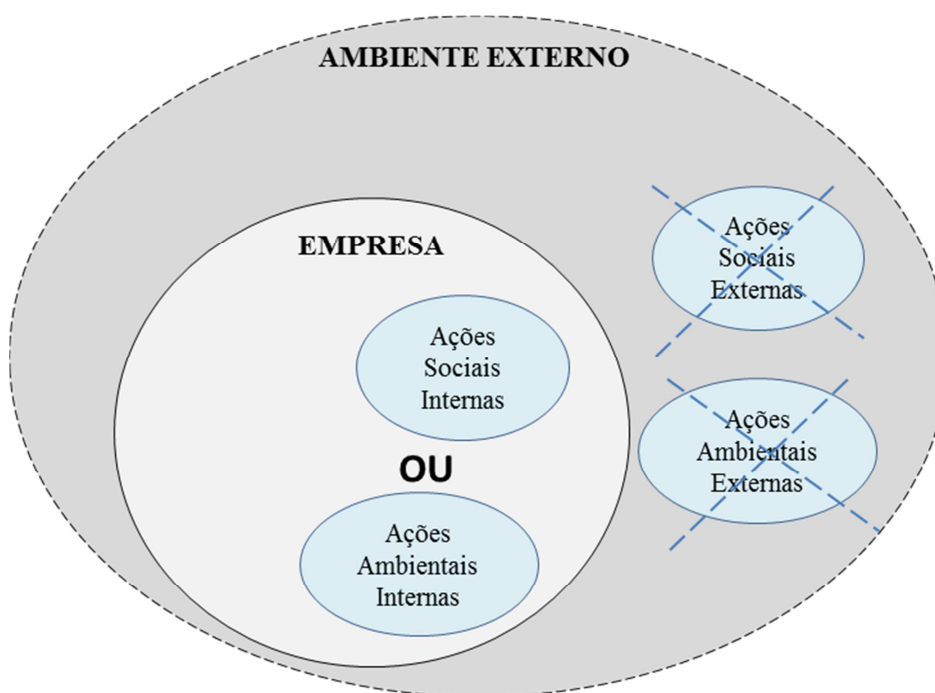 AMBIENTE EXTERNO
EMPRESA
Ações
Sociais
Externas
Ações
Sociais
Internas
Ações
Ambientais
Externas
OU
Ações
Ambientais
Internas